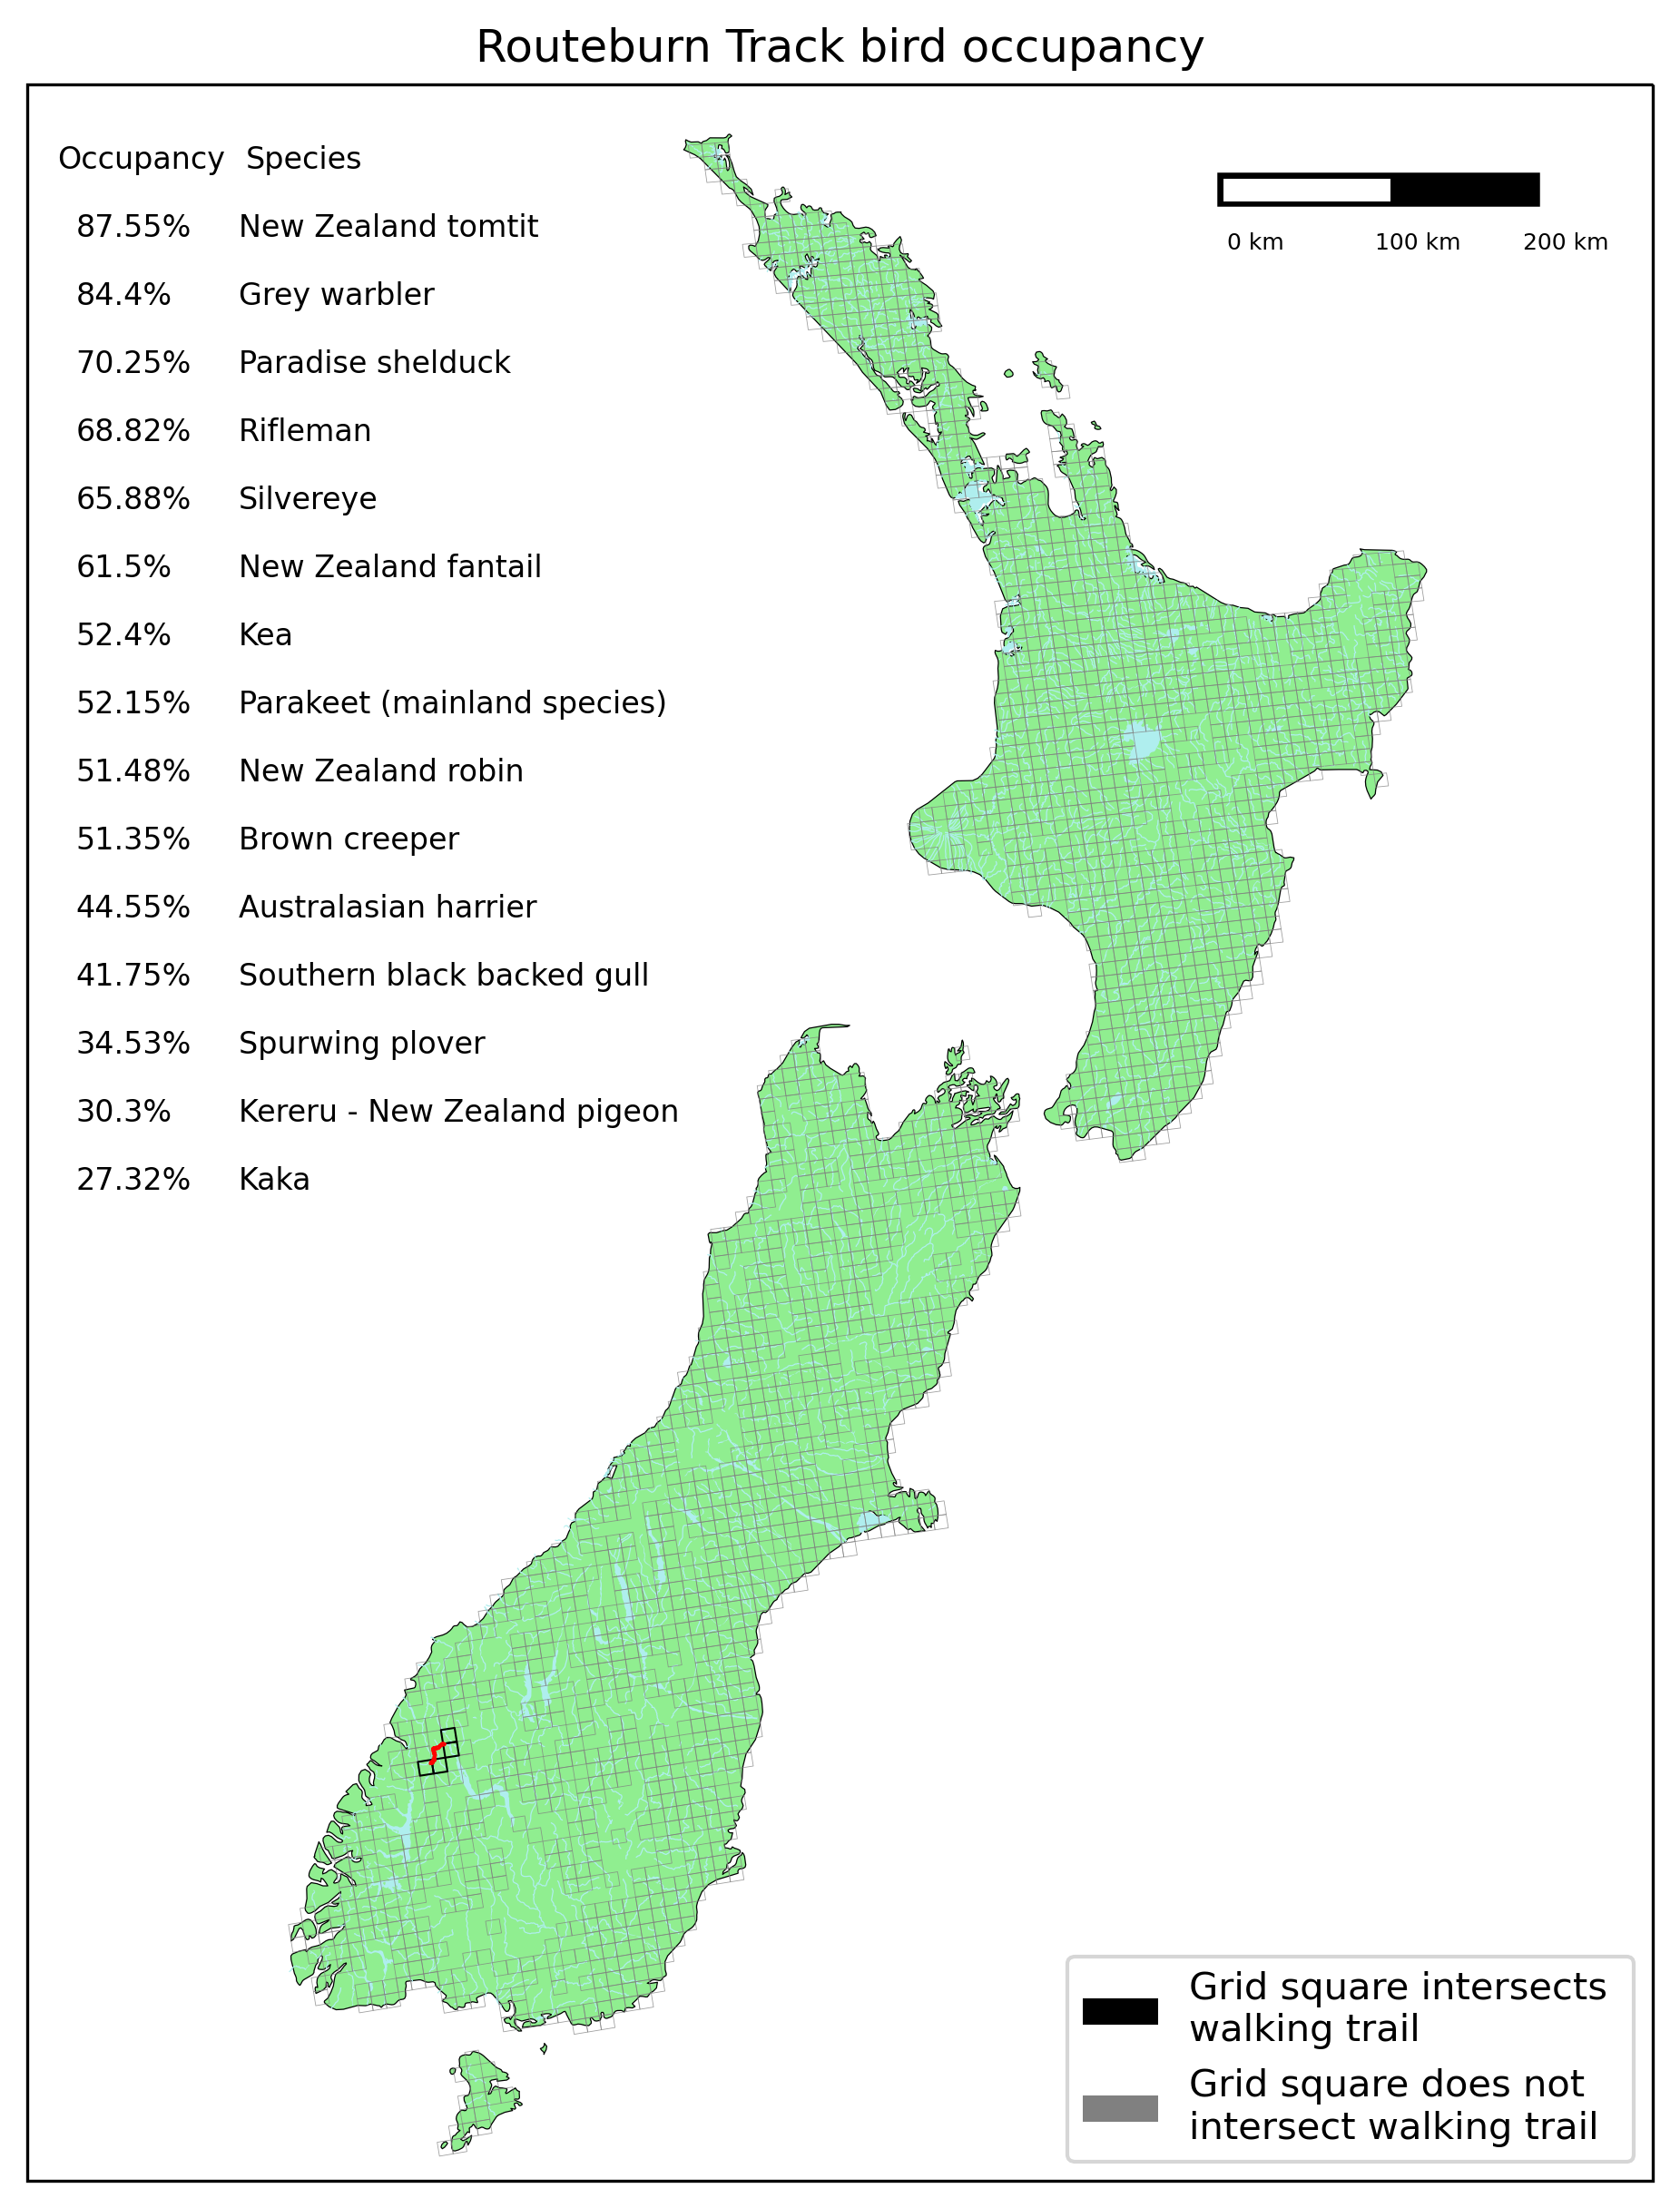 Routeburn Track bird occupancy
Occupancy Species
87.55% New Zealand tomtit
84.4% Grey warbler
70.25% Paradise shelduck
68.82% Rifleman
65.88% Silvereye
61.5% New Zealand fantail
52.4% Kea
52.15% Parakeet (mainland species)
51.48% New Zealand robin
51.35% Brown creeper
44.55% Australasian harrier
41.75% Southern black backed gull
34.53% Spurwing plover
30.3% Kereru - New Zealand pigeon
27.32% Kaka
0 km 100 km 200 km
Grid square intersects
walking trail
Grid square does not
intersect walking trail